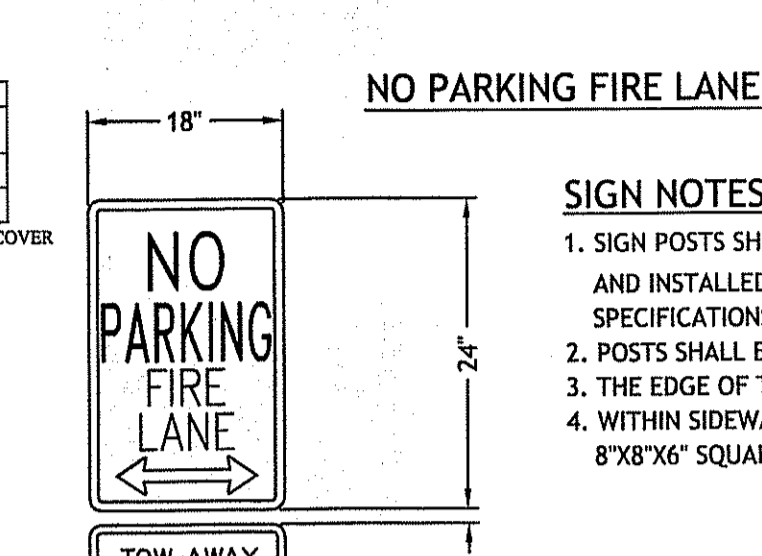 NO PARKING FIRE LANE
COVER
18"
24"
NO
PARKING
FIRE
LANE
TOW-AWAY
SIGN NOTES
1. SIGN POSTS SH
AND INSTALLED
SPECIFICATIONS
2. POSTS SHALL
3. THE EDGE OF
4. WITHIN SIDEWA
8"X8"X6" SQUA